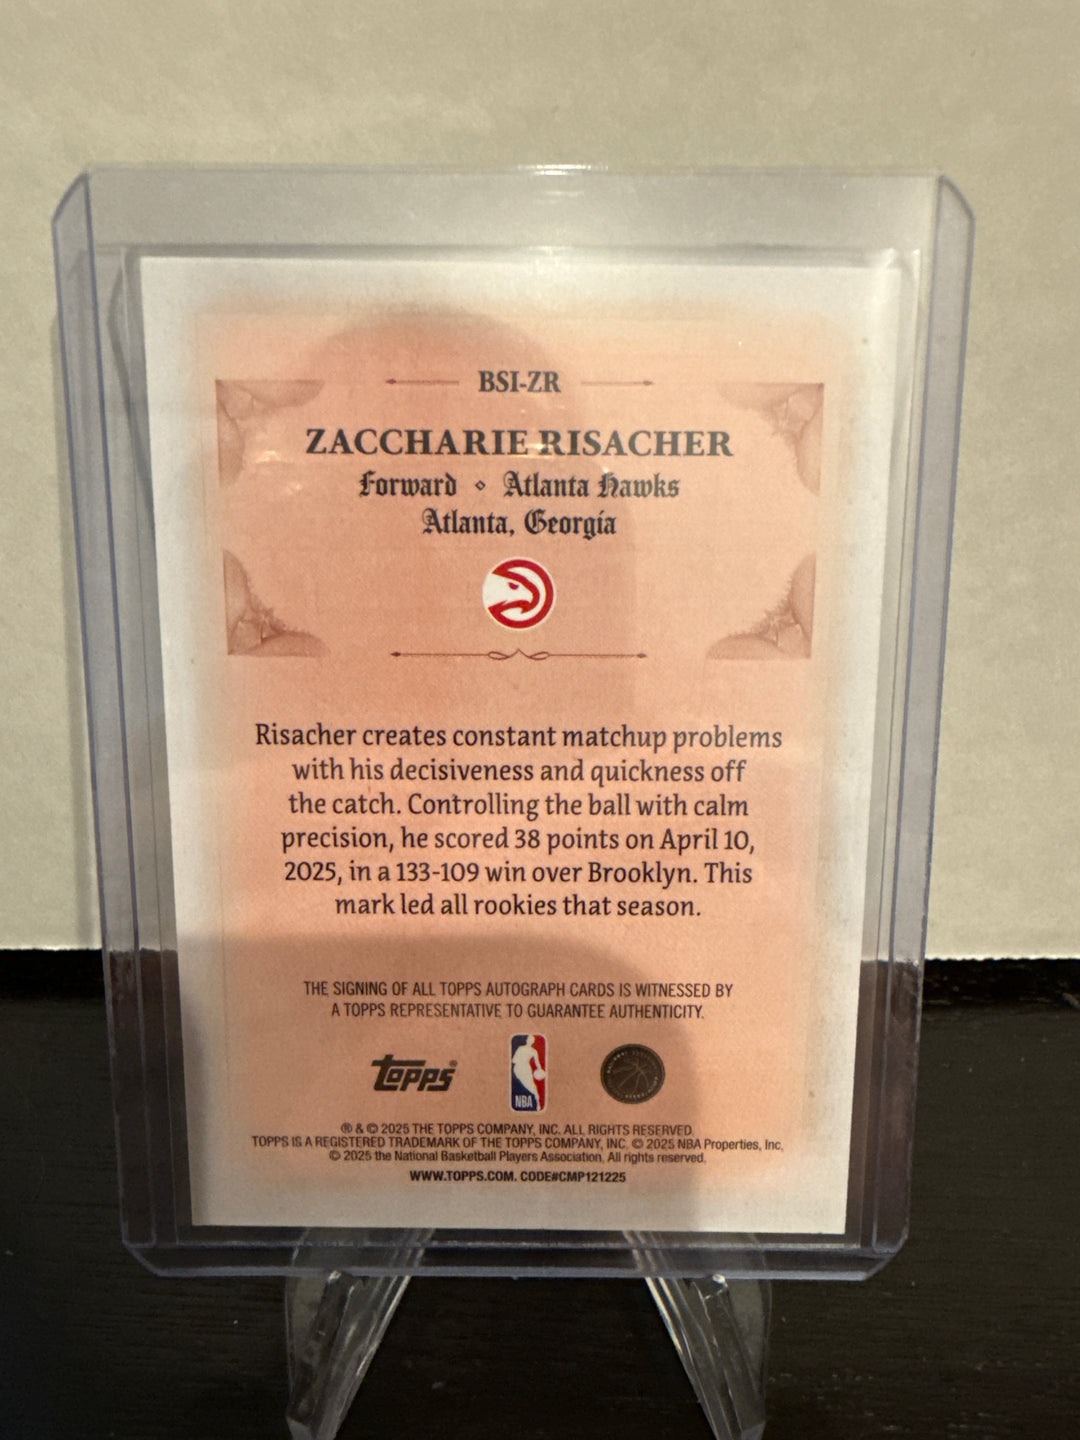 BSI-ZR
ZACCHARIE RISACHER
Forward ⋄ Atlanta Hawks
Atlanta, Georgia
Risacher creates constant matchup problems
with his decisiveness and quickness off
the catch. Controlling the ball with calm
precision, he scored 38 points on April 10,
2025, in a 133-109 win over Brooklyn. This
mark led all rookies that season.
THE SIGNING OF ALL TOPPS AUTOGRAPH CARDS IS WITNESSED BY
A TOPPS REPRESENTATIVE TO GUARANTEE AUTHENTICITY.
topps®
NBA
® & © 2025 THE TOPPS COMPANY, INC. ALL RIGHTS RESERVED.
TOPPS IS A REGISTERED TRADEMARK OF THE TOPPS COMPANY, INC. © 2025 NBA Properties, Inc.
© 2025 the National Basketball Players Association. All rights reserved.
WWW.TOPPS.COM. CODE#CMP121225